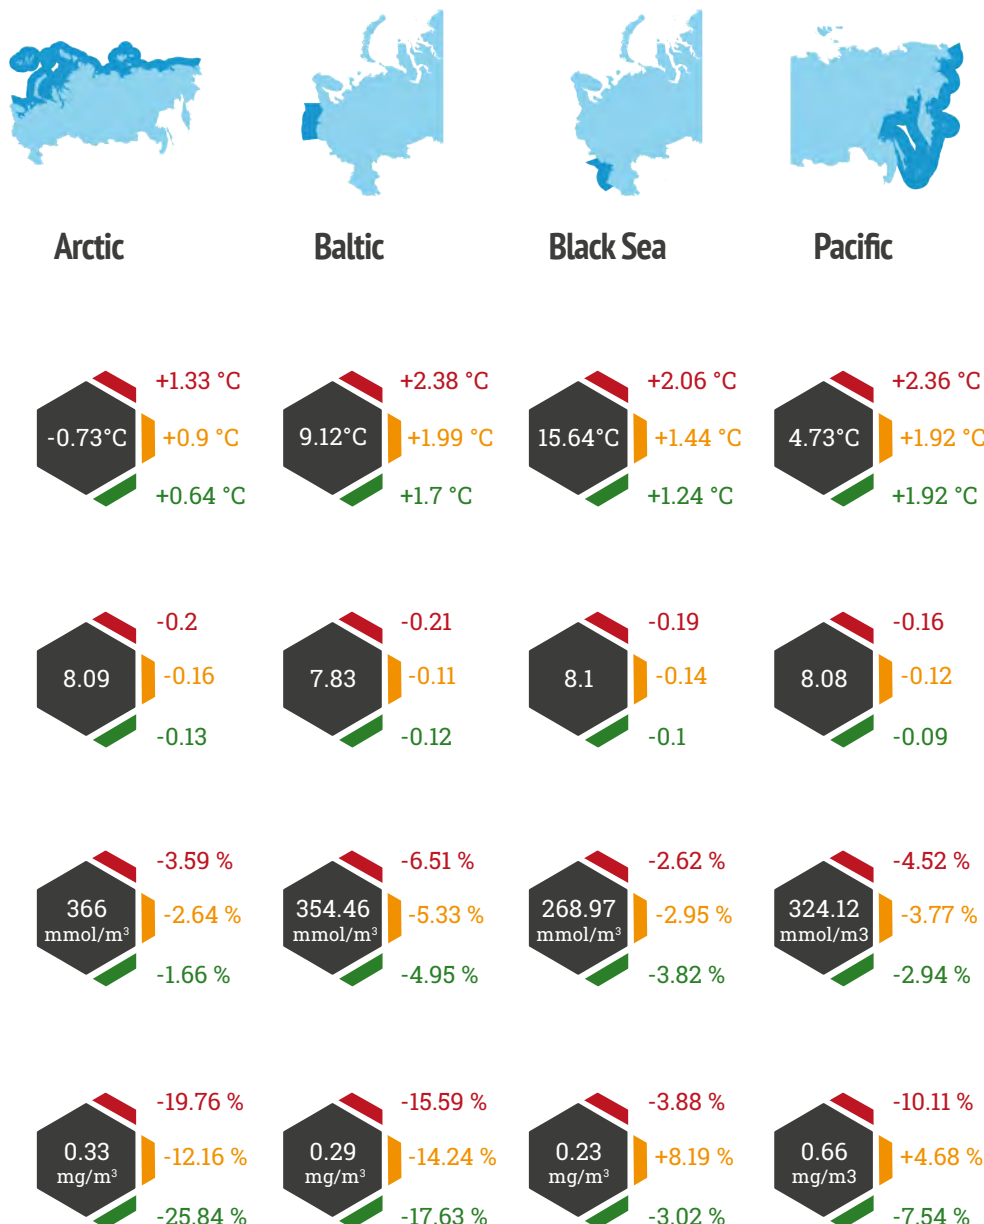 Arctic
Baltic
Black Sea
Pacific
+1.33 °C
-0.73°C
+0.9 °C
+0.64 °C
+2.38 °C
9.12°C
+1.99 °C
+1.7 °C
+2.06 °C
15.64°C
+1.44 °C
+1.24 °C
+2.36 °C
4.73°C
+1.92 °C
+1.92 °C
-0.2
8.09
-0.16
-0.13
-0.21
7.83
-0.11
-0.12
-0.19
8.1
-0.14
-0.1
-0.16
8.08
-0.12
-0.09
-3.59 %
366
mmol/m³
-2.64 %
-1.66 %
-6.51 %
354.46
mmol/m³
-5.33 %
-4.95 %
-2.62 %
268.97
mmol/m³
-2.95 %
-3.82 %
-4.52 %
324.12
mmol/m3
-3.77 %
-2.94 %
-19.76 %
0.33
mg/m³
-12.16 %
-25.84 %
-15.59 %
0.29
mg/m³
-14.24 %
-17.63 %
-3.88 %
0.23
mg/m³
+8.19 %
-3.02 %
-10.11 %
0.66
mg/m3
+4.68 %
-7.54 %